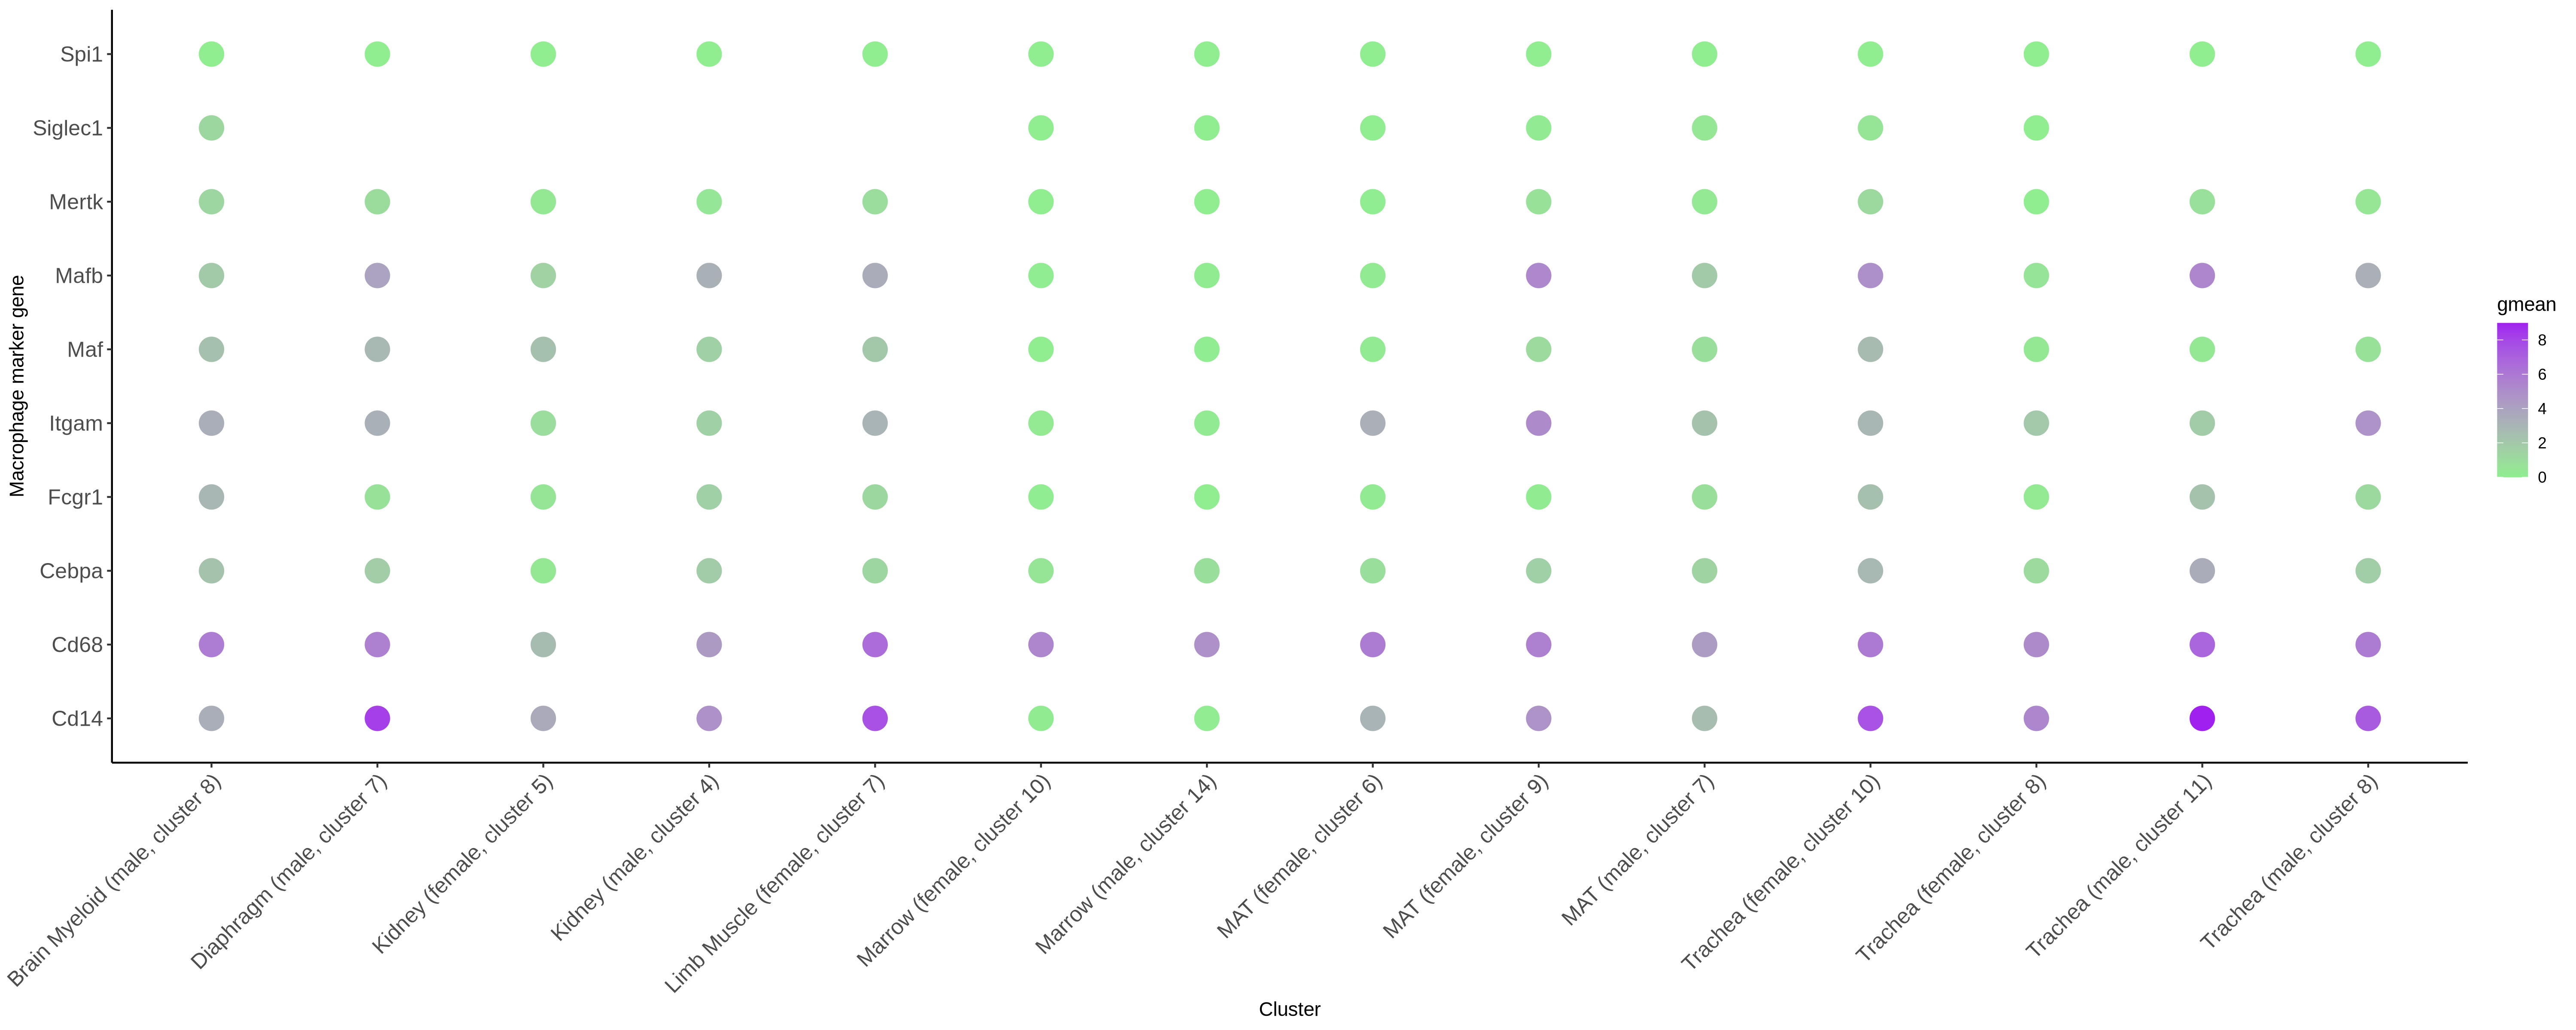 Macrophage marker gene
Spi1
Siglec1
Mertk
Mafb
Maf
Itgam
Fcgr1
Cebpa
Cd68
Cd14
Brain Myeloid (male, cluster 8)
Diaphragm (male, cluster 7)
Kidney (female, cluster 5)
Kidney (male, cluster 4)
Limb Muscle (female, cluster 7)
Marrow (female, cluster 10)
Marrow (male, cluster 14)
MAT (female, cluster 6)
MAT (female, cluster 9)
MAT (male, cluster 7)
Trachea (female, cluster 10)
Trachea (female, cluster 8)
Trachea (male, cluster 11)
Trachea (male, cluster 8)
Cluster
gmean
8
6
4
2
0